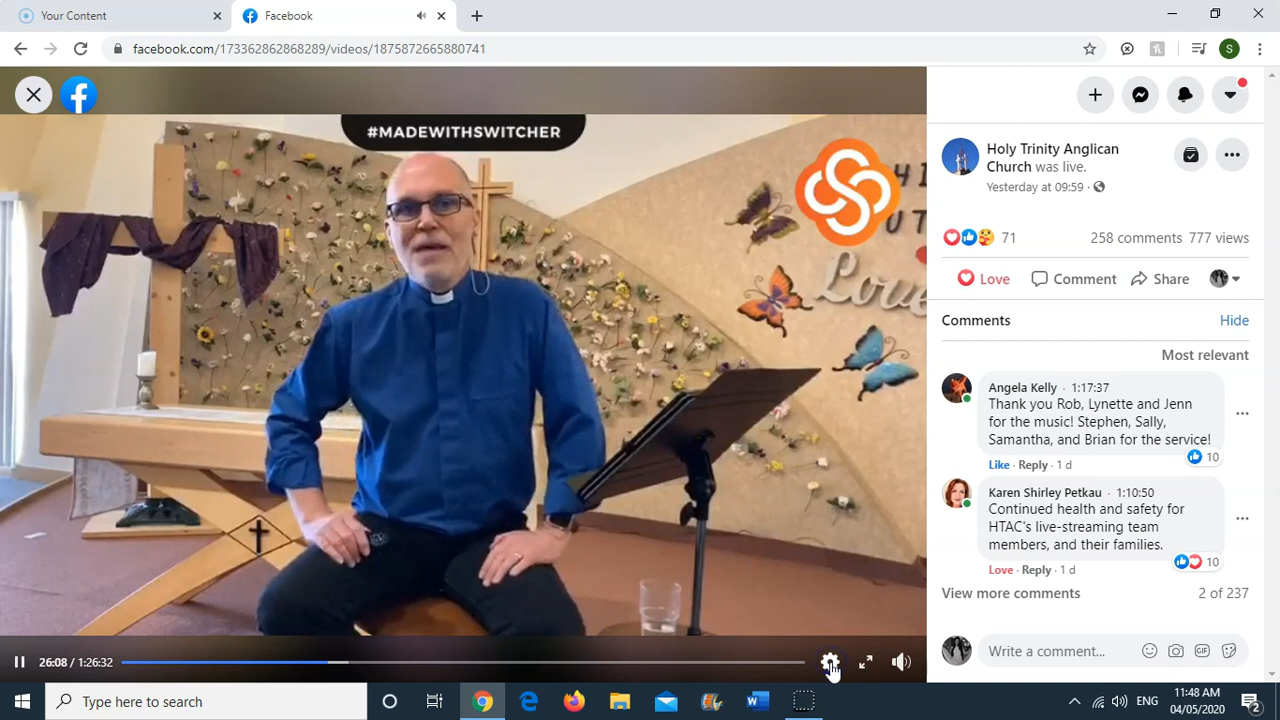 Your Content
Facebook
facebook.com/173362862868289/videos/1875872665880741
S
#MADEWITHSWITCHER
Love
Holy Trinity Anglican
Church was live.
Yesterday at 09:59 ·
71
258 comments 777 views
Love
Comment
Share
Comments
Hide
Most relevant
Angela Kelly · 1:17:37
Thank you Rob, Lynette and Jenn
for the music! Stephen, Sally,
Samantha, and Brian for the service!
10
Like · Reply · 1 d
Karen Shirley Petkau · 1:10:50
Continued health and safety for
HTAC's live-streaming team
members, and their families.
10
Love · Reply · 1 d
View more comments
2 of 237
Write a comment...
GIF
26:08 / 1:26:32
Type here to search
ENG
11:48 AM
04/05/2020
2